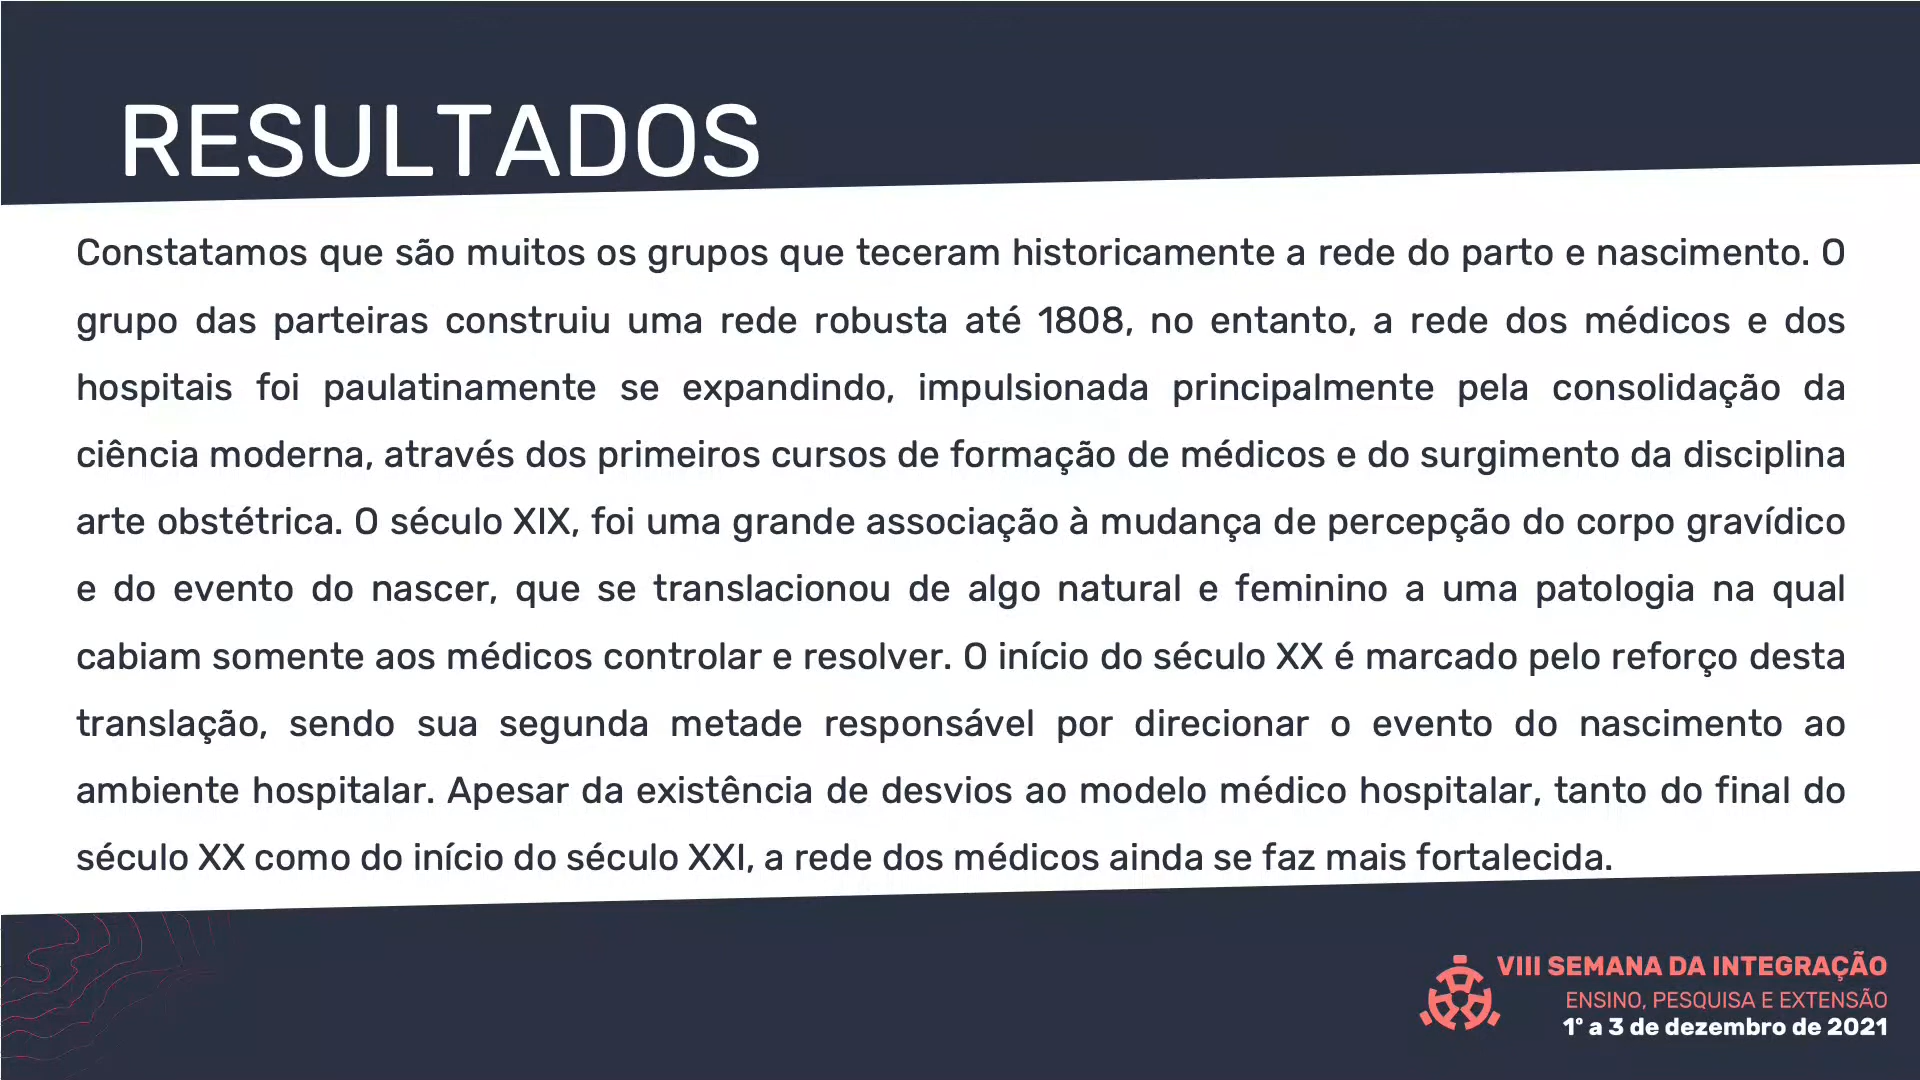 RESULTADOS
Constatamos que são muitos os grupos que teceram historicamente a rede do parto e nascimento. O
grupo das parteiras construiu uma rede robusta até 1808, no entanto, a rede dos médicos e dos
hospitais foi paulatinamente se expandindo, impulsionada principalmente pela consolidação da
ciência moderna, através dos primeiros cursos de formação de médicos e do surgimento da disciplina
arte obstétrica. O século XIX, foi uma grande associação à mudança de percepção do corpo gravídico
e do evento do nascer, que se translacionou de algo natural e feminino a uma patologia na qual
cabiam somente aos médicos controlar e resolver. O início do século XX é marcado pelo reforço desta
translação, sendo sua segunda metade responsável por direcionar o evento do nascimento ao
ambiente hospitalar. Apesar da existência de desvios ao modelo médico hospitalar, tanto do final do
século XX como do início do século XXI, a rede dos médicos ainda se faz mais fortalecida.
VIII SEMANA DA INTEGRAÇÃO
ENSINO, PESQUISA E EXTENSÃO
1º a 3 de dezembro de 2021